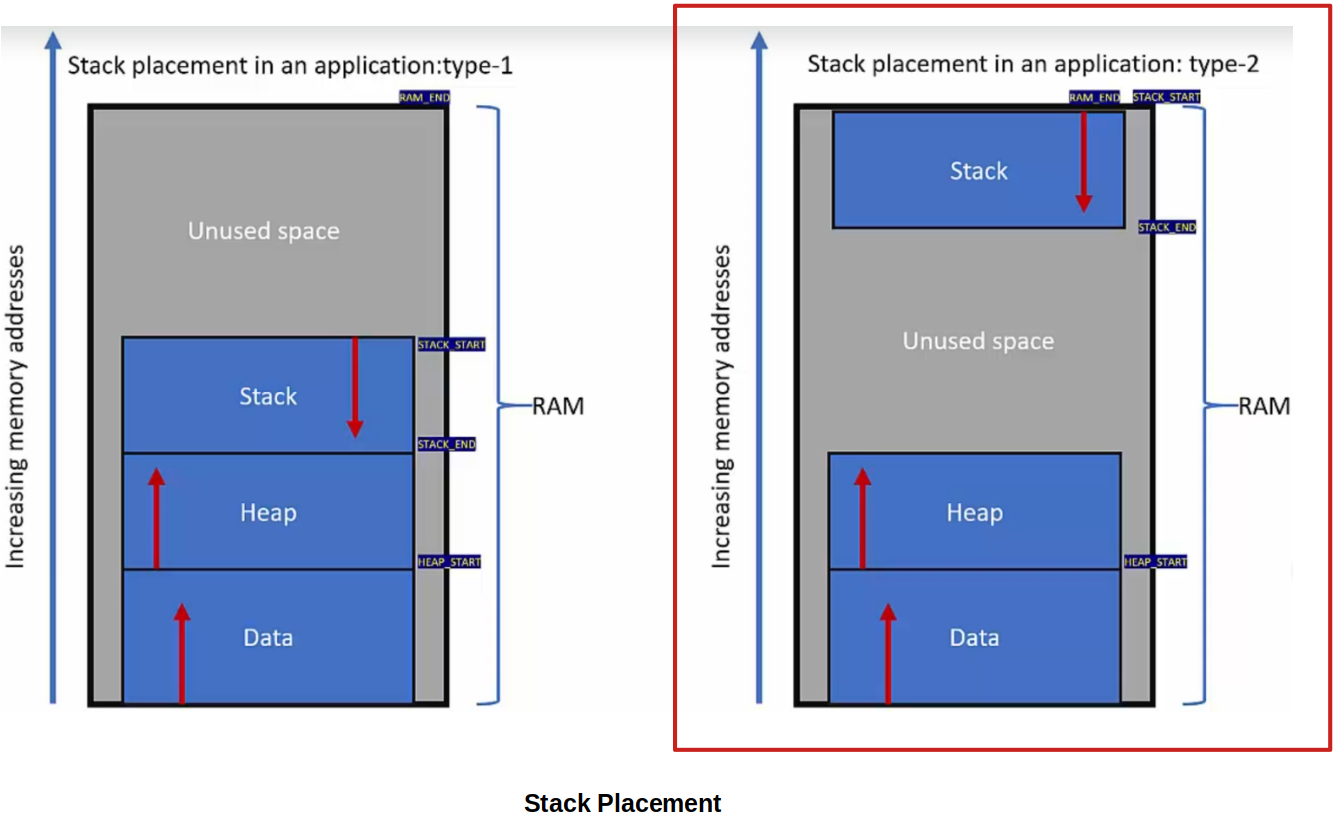 Stack placement in an application:type-1
RAM_END
Unused space
Increasing memory addresses
STACK_START
Stack
RAM
STACK_END
Heap
HEAP_START
Data
Stack placement in an application: type-2
RAM_END
STACK_START
Stack
STACK_END
Increasing memory addresses
Unused space
RAM
Heap
HEAP_START
Data
Stack Placement